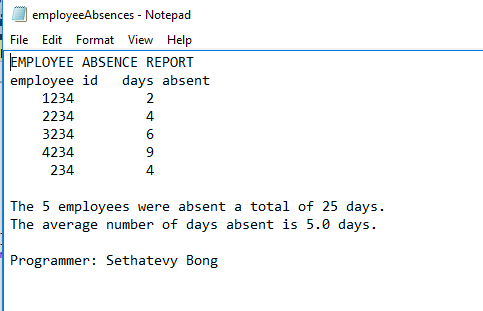 employeeAbsences - Notepad
File Edit Format View Help
EMPLOYEE ABSENCE REPORT
employee id   days absent
1234          2
2234          4
3234          6
4234          9
234          4
The 5 employees were absent a total of 25 days.
The average number of days absent is 5.0 days.
Programmer: Sethatevy Bong